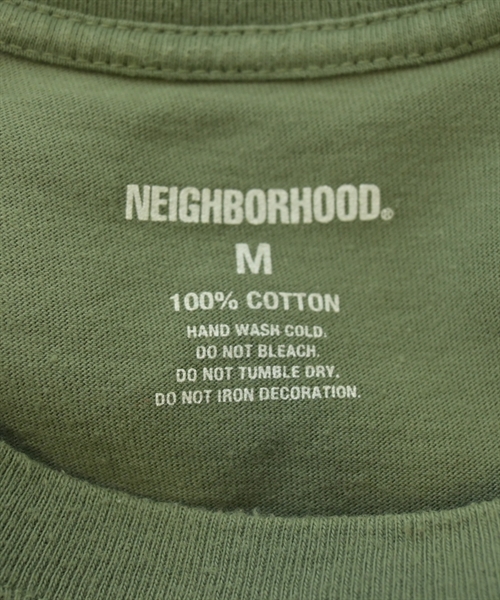 NEIGHBORHOOD®
M
100% COTTON
HAND WASH COLD.
DO NOT BLEACH.
DO NOT TUMBLE DRY.
DO NOT IRON DECORATION.